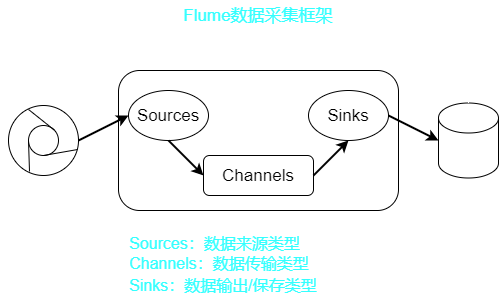 Flume数据采集框架
Sources
Sinks
Channels
Sources：数据来源类型
Channels：数据传输类型
Sinks：数据输出/保存类型